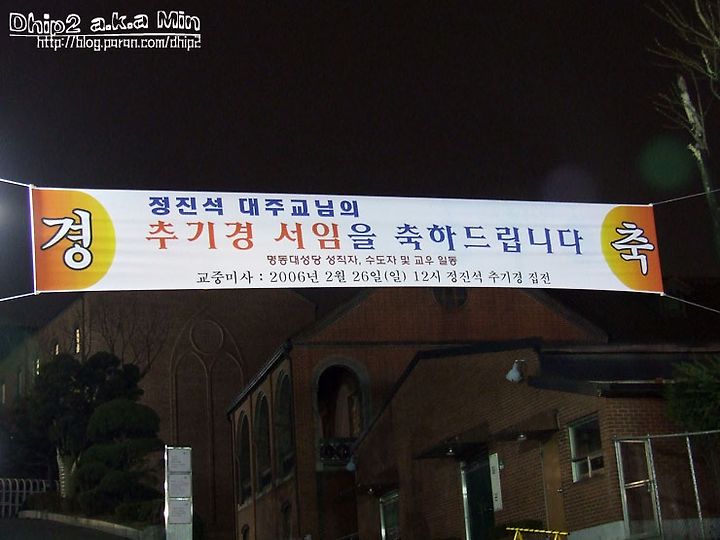 Dhip2 a.k.a Min
http://blog.paran.com/dhip2
경
정진석 대주교님의
추기경 서임을 축하드립니다
명동대성당 성직자, 수도자 및 교우 일동
교중미사 : 2006년 2월 26일(일) 12시 정진석 추기경 집전
축